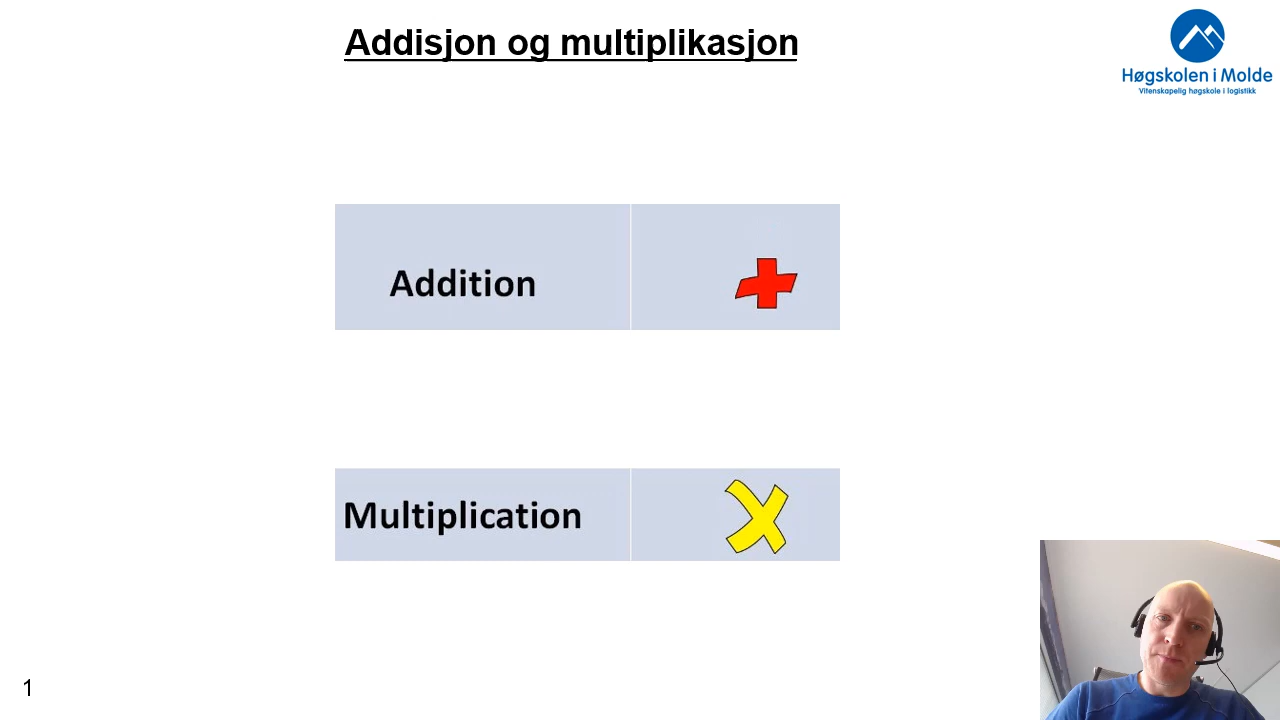 Addisjon og multiplikasjon
Høgskolen i Molde
Vitenskapelig høgskole i logistikk
Addition
Multiplication
1